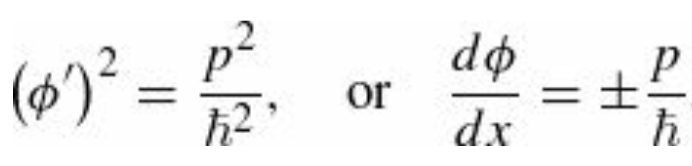 (ϕ′)² = p²/ħ², or dϕ/dx = ±p/ħ